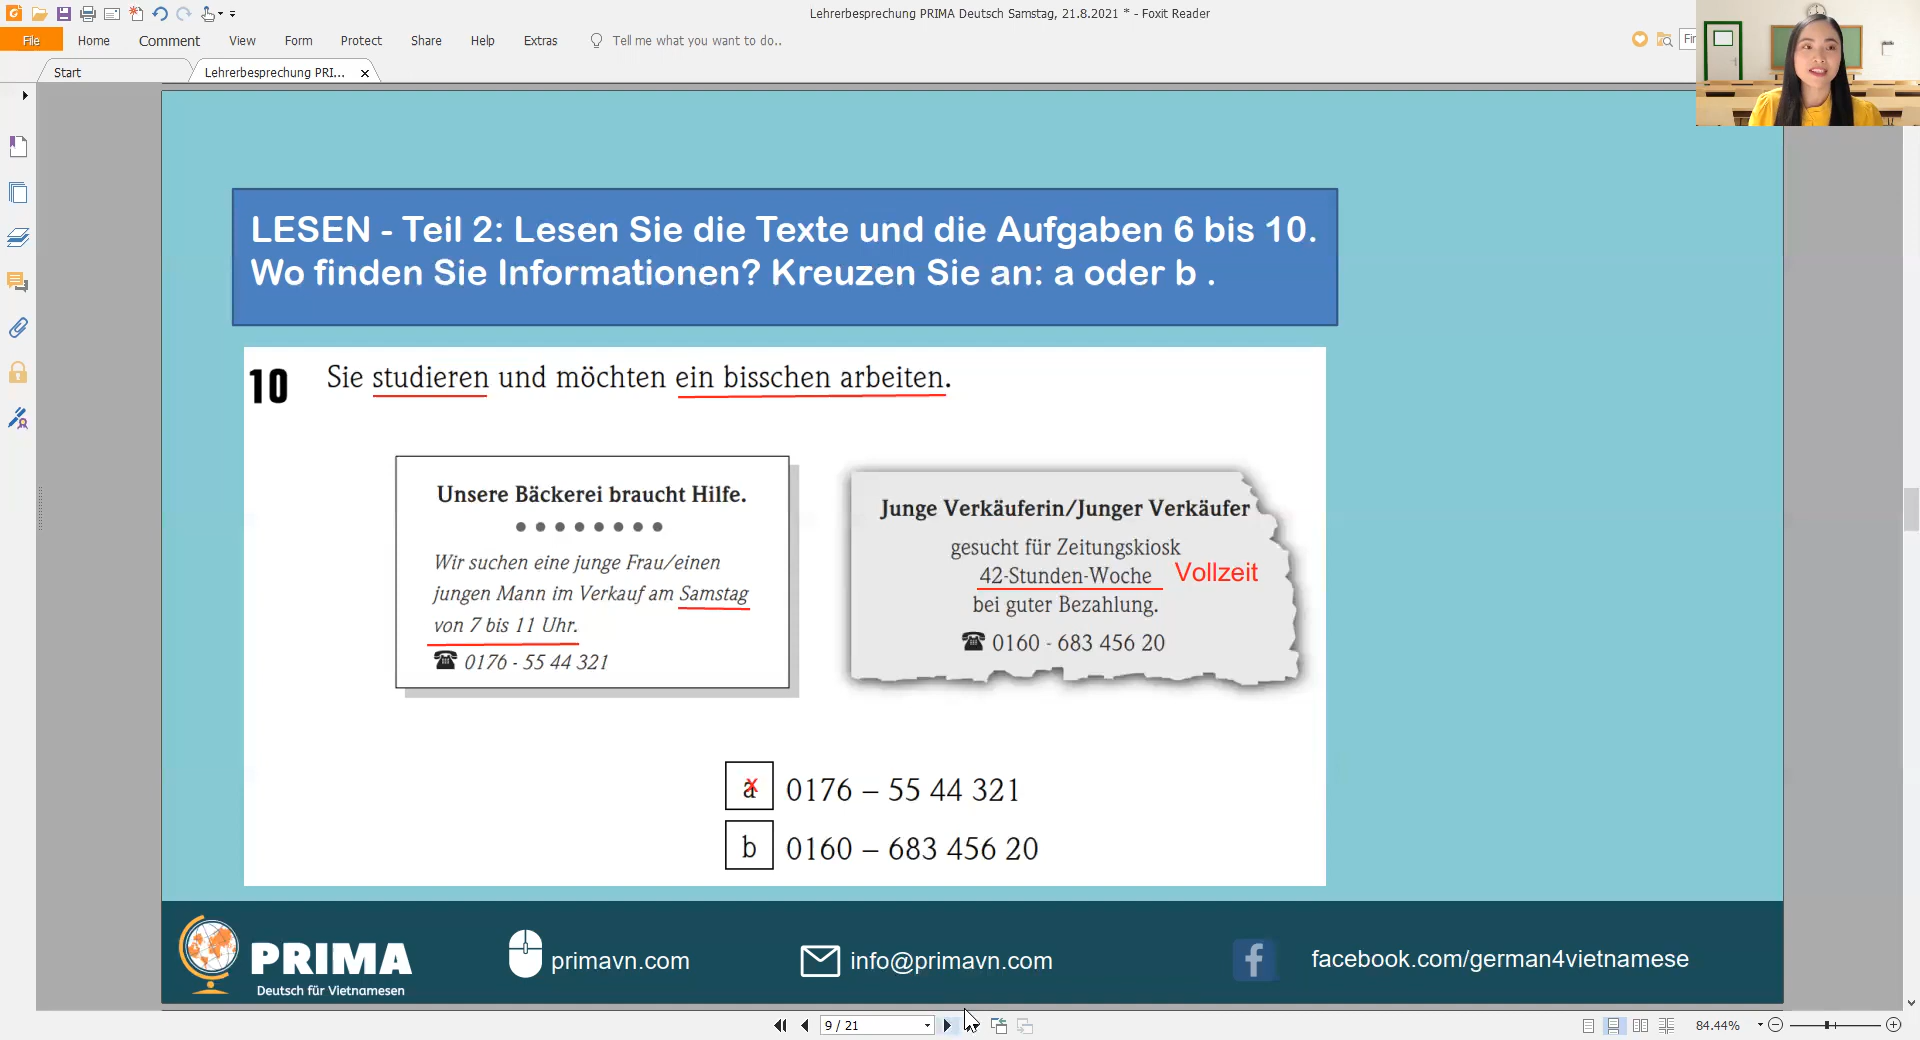 Lehrerbesprechung PRIMA Deutsch Samstag, 21.8.2021 * - Foxit Reader
File Home Comment View Form Protect Share Help Extras Tell me what you want to do..
Start Lehrerbesprechung PRI...
LESEN - Teil 2: Lesen Sie die Texte und die Aufgaben 6 bis 10.
Wo finden Sie Informationen? Kreuzen Sie an: a oder b .
10 Sie studieren und möchten ein bisschen arbeiten.
Unsere Bäckerei braucht Hilfe.
Wir suchen eine junge Frau/einen
jungen Mann im Verkauf am Samstag
von 7 bis 11 Uhr.
0176 - 55 44 321
Junge Verkäuferin/Junger Verkäufer
gesucht für Zeitungskiosk
42-Stunden-Woche Vollzeit
bei guter Bezahlung.
0160 - 683 456 20
a x 0176 – 55 44 321
b 0160 – 683 456 20
PRIMA
Deutsch für Vietnamesen
primavn.com
info@primavn.com
facebook.com/german4vietnamese
9 / 21
84.44%